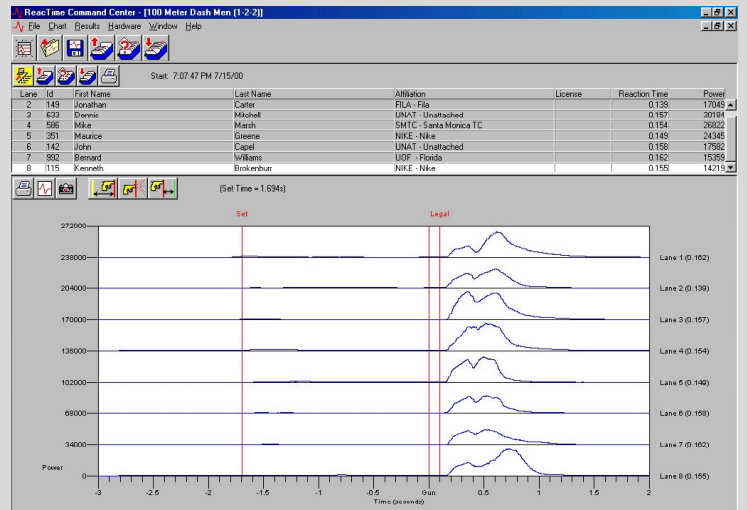 ReacTime Command Center - [100 Meter Dash Men (1-2-2)]
File Chart Results Hardware Window Help
Start: 7:07:47 PM 7/15/00
Lane Id First Name Last Name Affiliation License Reaction Time Power
2 149 Jonathan Carter FILA - Fila 0.139 17049
3 633 Dennis Mitchell UNAT - Unattached 0.157 30184
4 586 Mike Marsh SMTC - Santa Monica TC 0.154 26822
5 351 Maurice Greene NIKE - Nike 0.149 24345
6 142 John Capel UNAT - Unattached 0.158 17582
7 992 Bernard Williams UOF - Florida 0.162 15359
8 115 Kenneth Brokenburr NIKE - Nike 0.155 14219
(Set Time = 1.694s)
Set Legal
272000
238000 Lane 1 (0.162)
204000 Lane 2 (0.139)
170000 Lane 3 (0.157)
136000 Lane 4 (0.154)
102000 Lane 5 (0.149)
68000 Lane 6 (0.158)
34000 Lane 7 (0.162)
Power
0 Lane 8 (0.155)
-3 -2.5 -2 -1.5 -1 -0.5 Gun 0.5 1 1.5 2
Time (seconds)